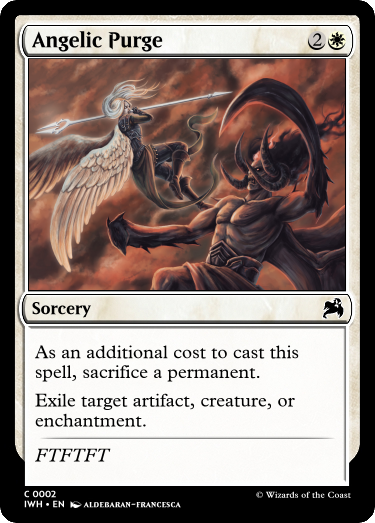 Angelic Purge 2
Sorcery
As an additional cost to cast this
spell, sacrifice a permanent.
Exile target artifact, creature, or
enchantment.
FTFTFT
C 0002
IWH • EN ALDEBARAN-FRANCESCA
© Wizards of the Coast